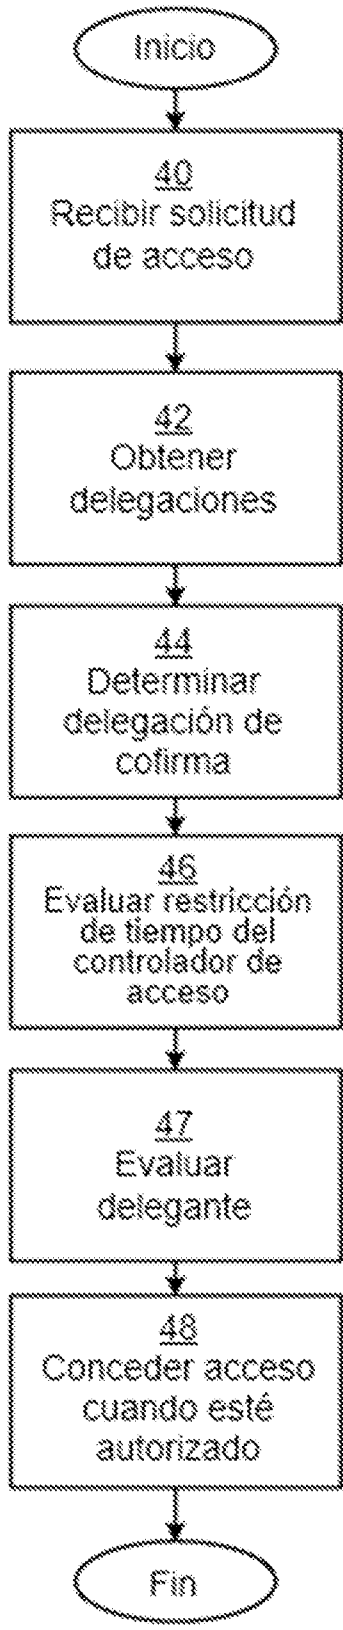 Inicio
40
Recibir solicitud
de acceso
42
Obtener
delegaciones
44
Determinar
delegación de
cofirma
46
Evaluar restricción
de tiempo del
controlador de
acceso
47
Evaluar
delegante
48
Conceder acceso
cuando esté
autorizado
Fin